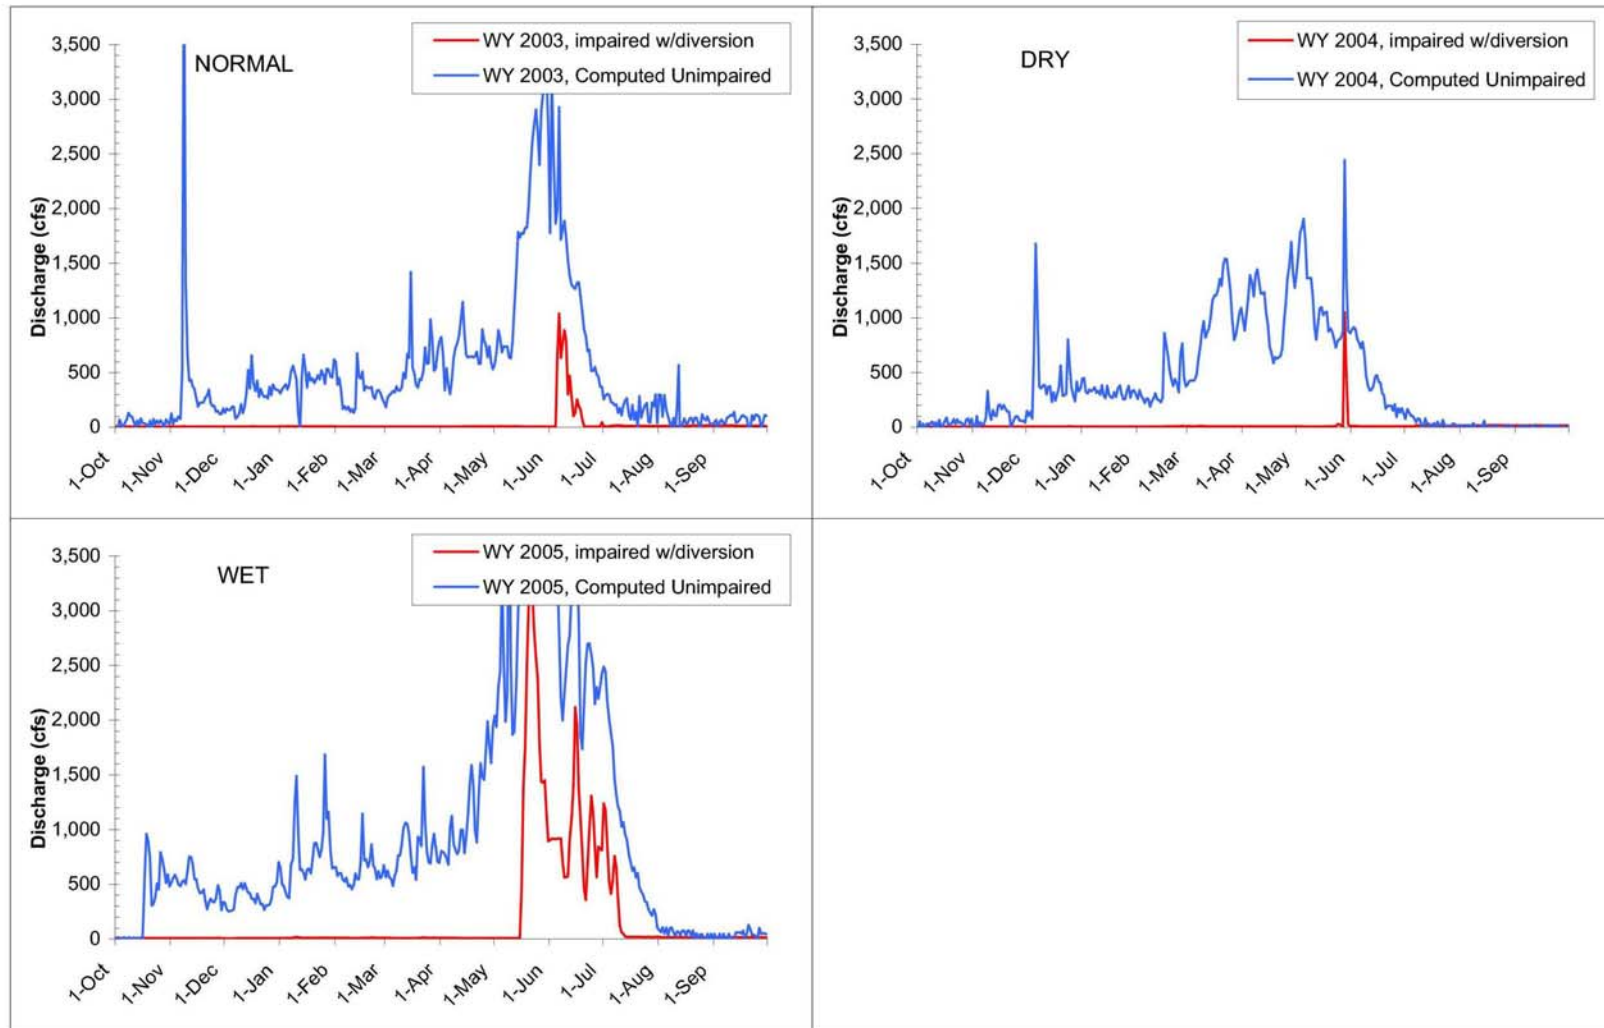 NORMAL
WY 2003, impaired w/diversion
WY 2003, Computed Unimpaired
Discharge (cfs)
3,500
3,000
2,500
2,000
1,500
1,000
500
0
1-Oct
1-Nov
1-Dec
1-Jan
1-Feb
1-Mar
1-Apr
1-May
1-Jun
1-Jul
1-Aug
1-Sep
DRY
WY 2004, impaired w/diversion
WY 2004, Computed Unimpaired
Discharge (cfs)
3,500
3,000
2,500
2,000
1,500
1,000
500
0
1-Oct
1-Nov
1-Dec
1-Jan
1-Feb
1-Mar
1-Apr
1-May
1-Jun
1-Jul
1-Aug
1-Sep
WET
WY 2005, impaired w/diversion
WY 2005, Computed Unimpaired
Discharge (cfs)
3,500
3,000
2,500
2,000
1,500
1,000
500
0
1-Oct
1-Nov
1-Dec
1-Jan
1-Feb
1-Mar
1-Apr
1-May
1-Jun
1-Jul
1-Aug
1-Sep